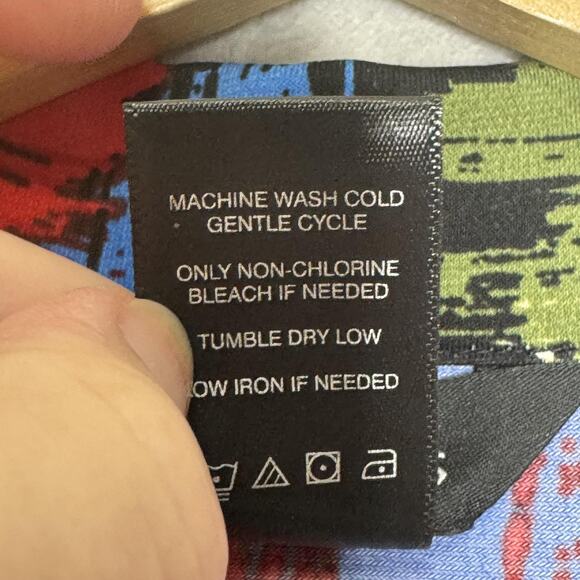 MACHINE WASH COLD
GENTLE CYCLE
ONLY NON-CHLORINE
BLEACH IF NEEDED
TUMBLE DRY LOW
LOW IRON IF NEEDED